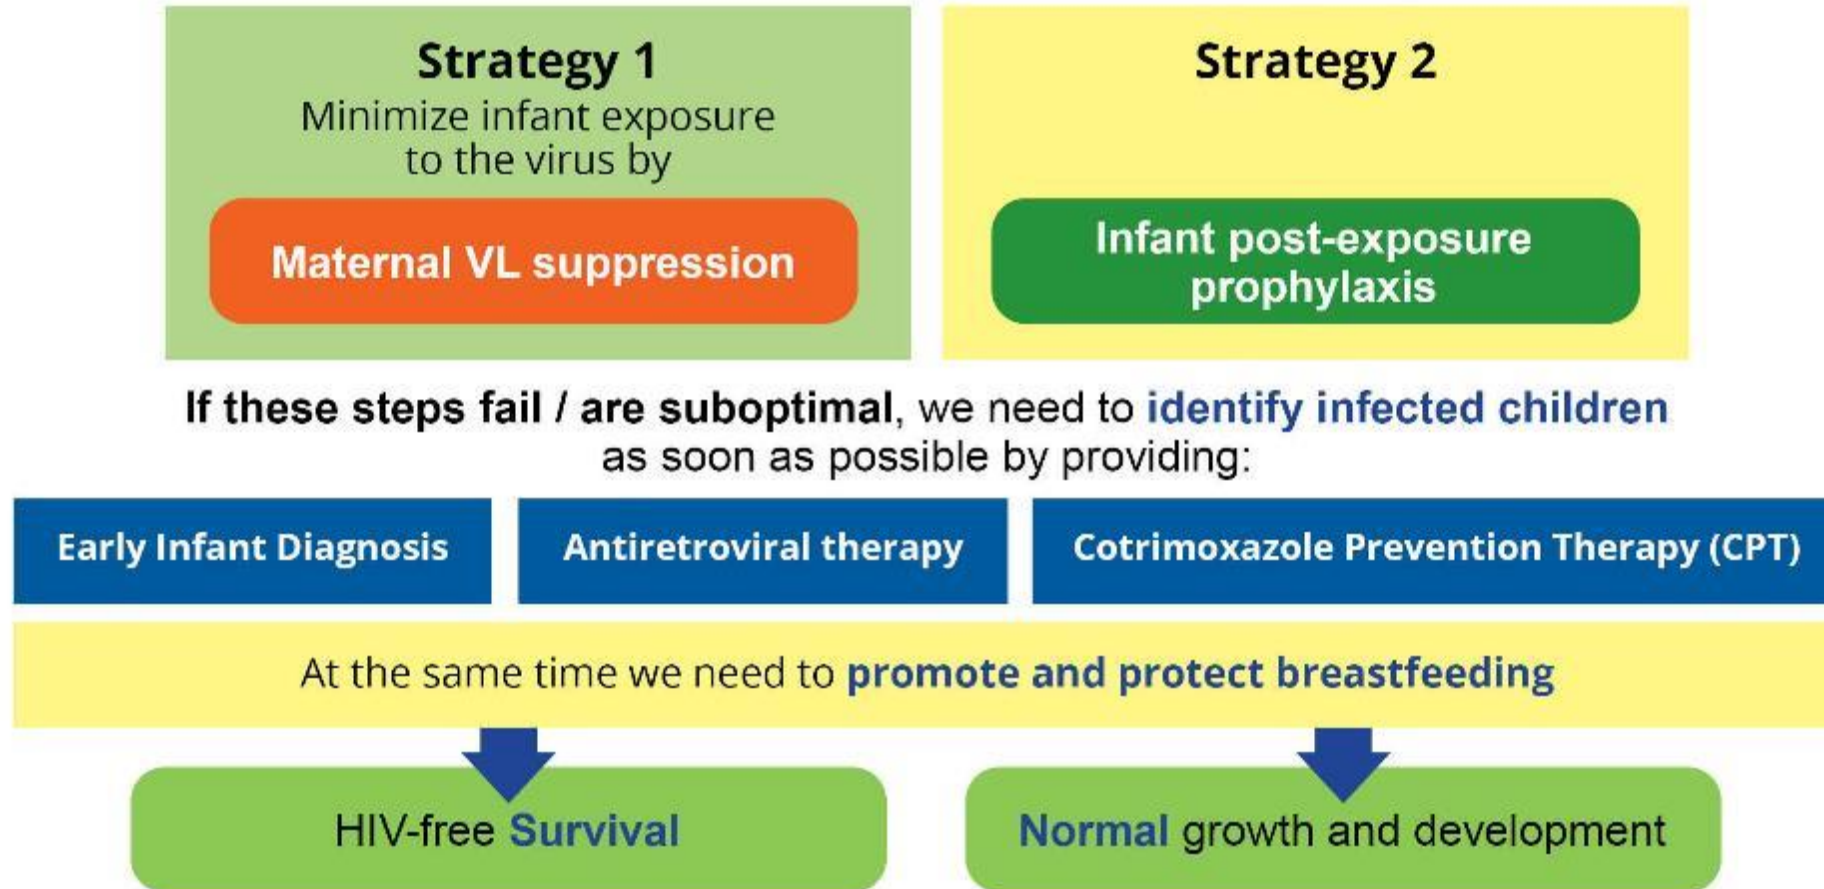 Strategy 1
Minimize infant exposure
to the virus by
Maternal VL suppression
Strategy 2
Infant post-exposure
prophylaxis
If these steps fail / are suboptimal, we need to identify infected children
as soon as possible by providing:
Early Infant Diagnosis
Antiretroviral therapy
Cotrimoxazole Prevention Therapy (CPT)
At the same time we need to promote and protect breastfeeding
HIV-free Survival
Normal growth and development